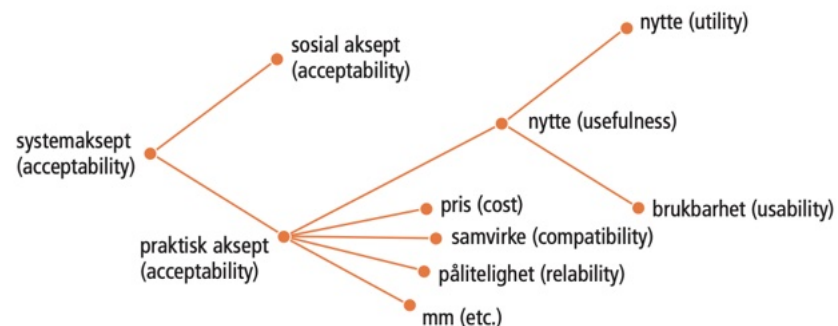 nytte (utility)
sosial aksept
(acceptability)
nytte (usefulness)
systemaksept
(acceptability)
pris (cost)
brukbarhet (usability)
samvirke (compatibility)
praktisk aksept
(acceptability)
pålitelighet (relability)
mm (etc.)